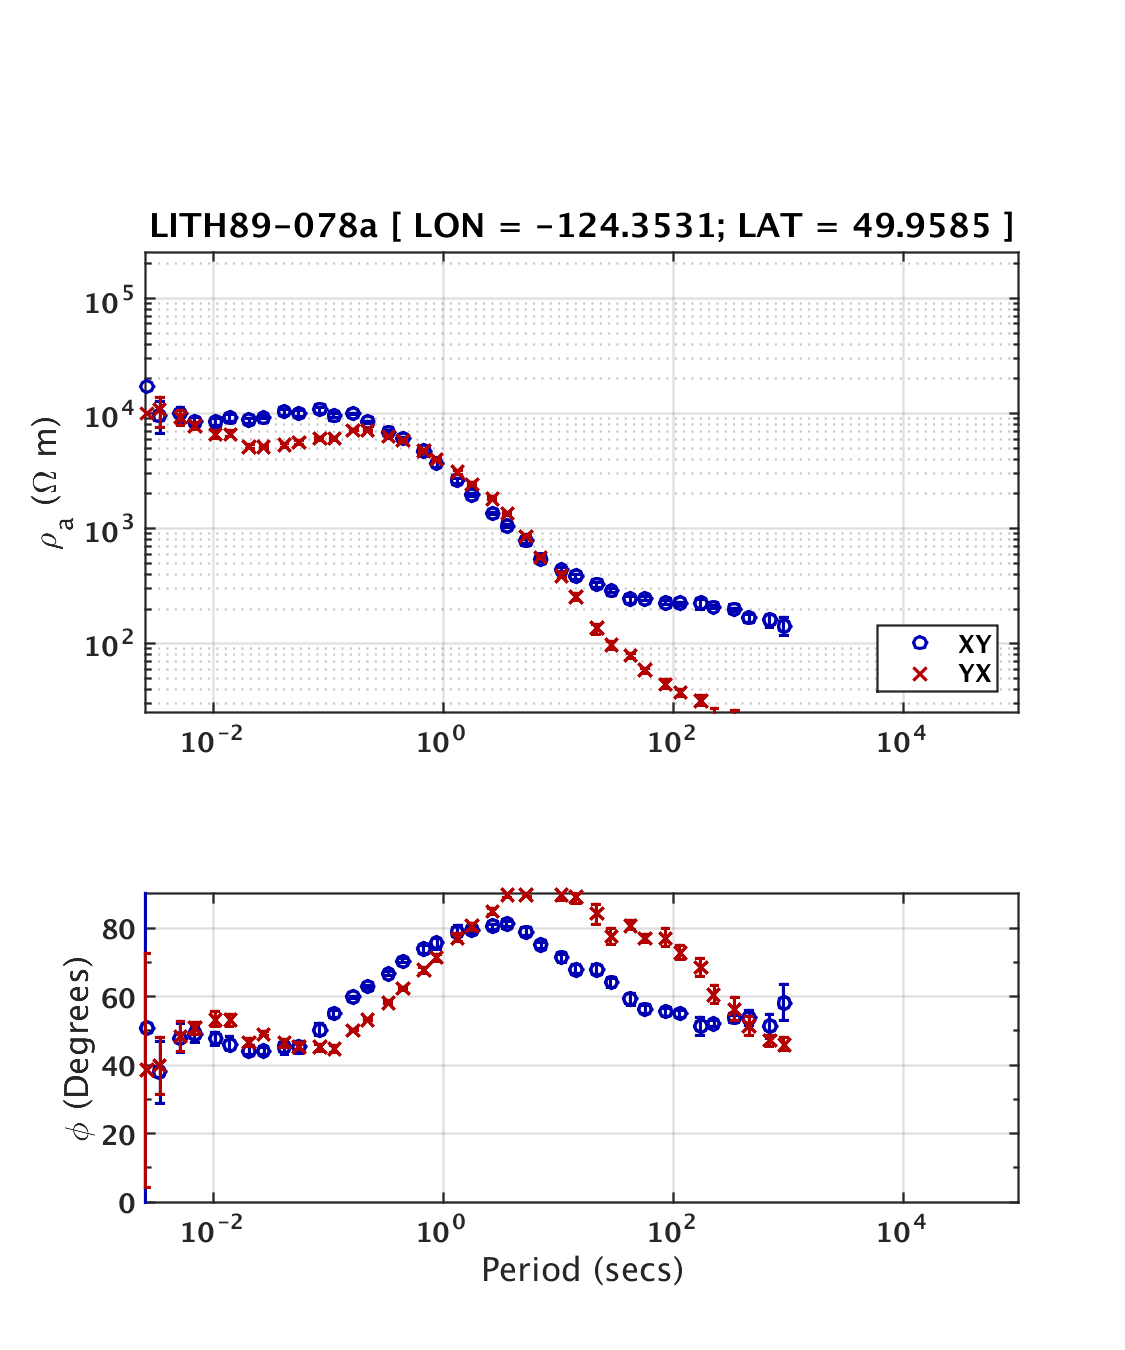 LITH89-078a [ LON = -124.3531; LAT = 49.9585 ]
10^5
10^4
10^3
10^2
ρ_a (Ω m)
XY
YX
10^-2 10^0 10^2 10^4
80
60
40
20
0
ϕ (Degrees)
10^-2 10^0 10^2 10^4
Period (secs)